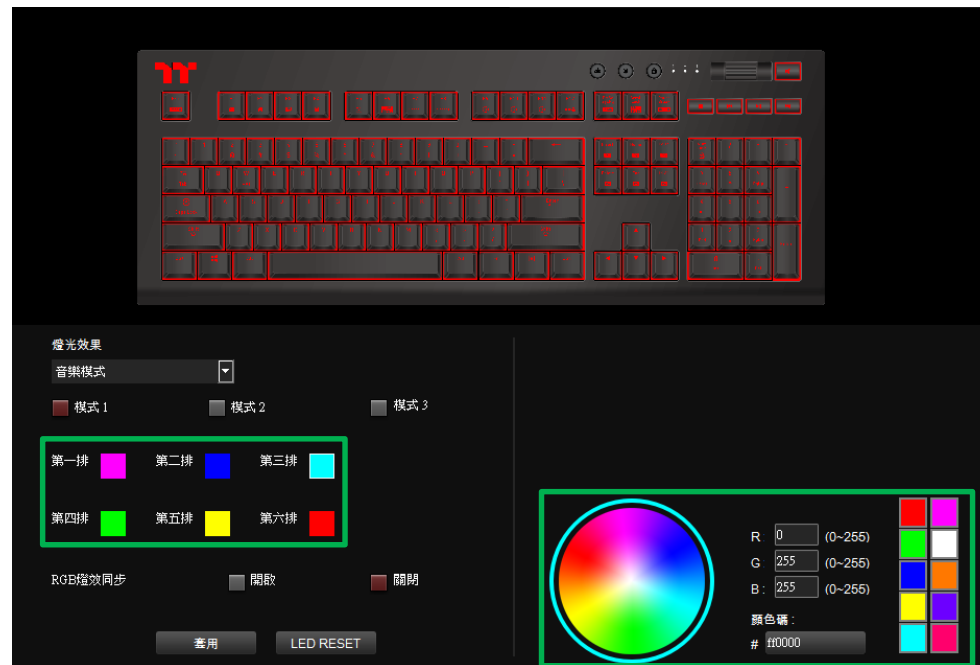 燈光效果
音樂模式
模式 1 模式 2 模式 3
第一排 第二排 第三排
第四排 第五排 第六排
RGB燈效同步 開啟 關閉
套用 LED RESET
R 0 (0~255)
G 255 (0~255)
B : 255 (0~255)
顏色碼 :
# ff0000